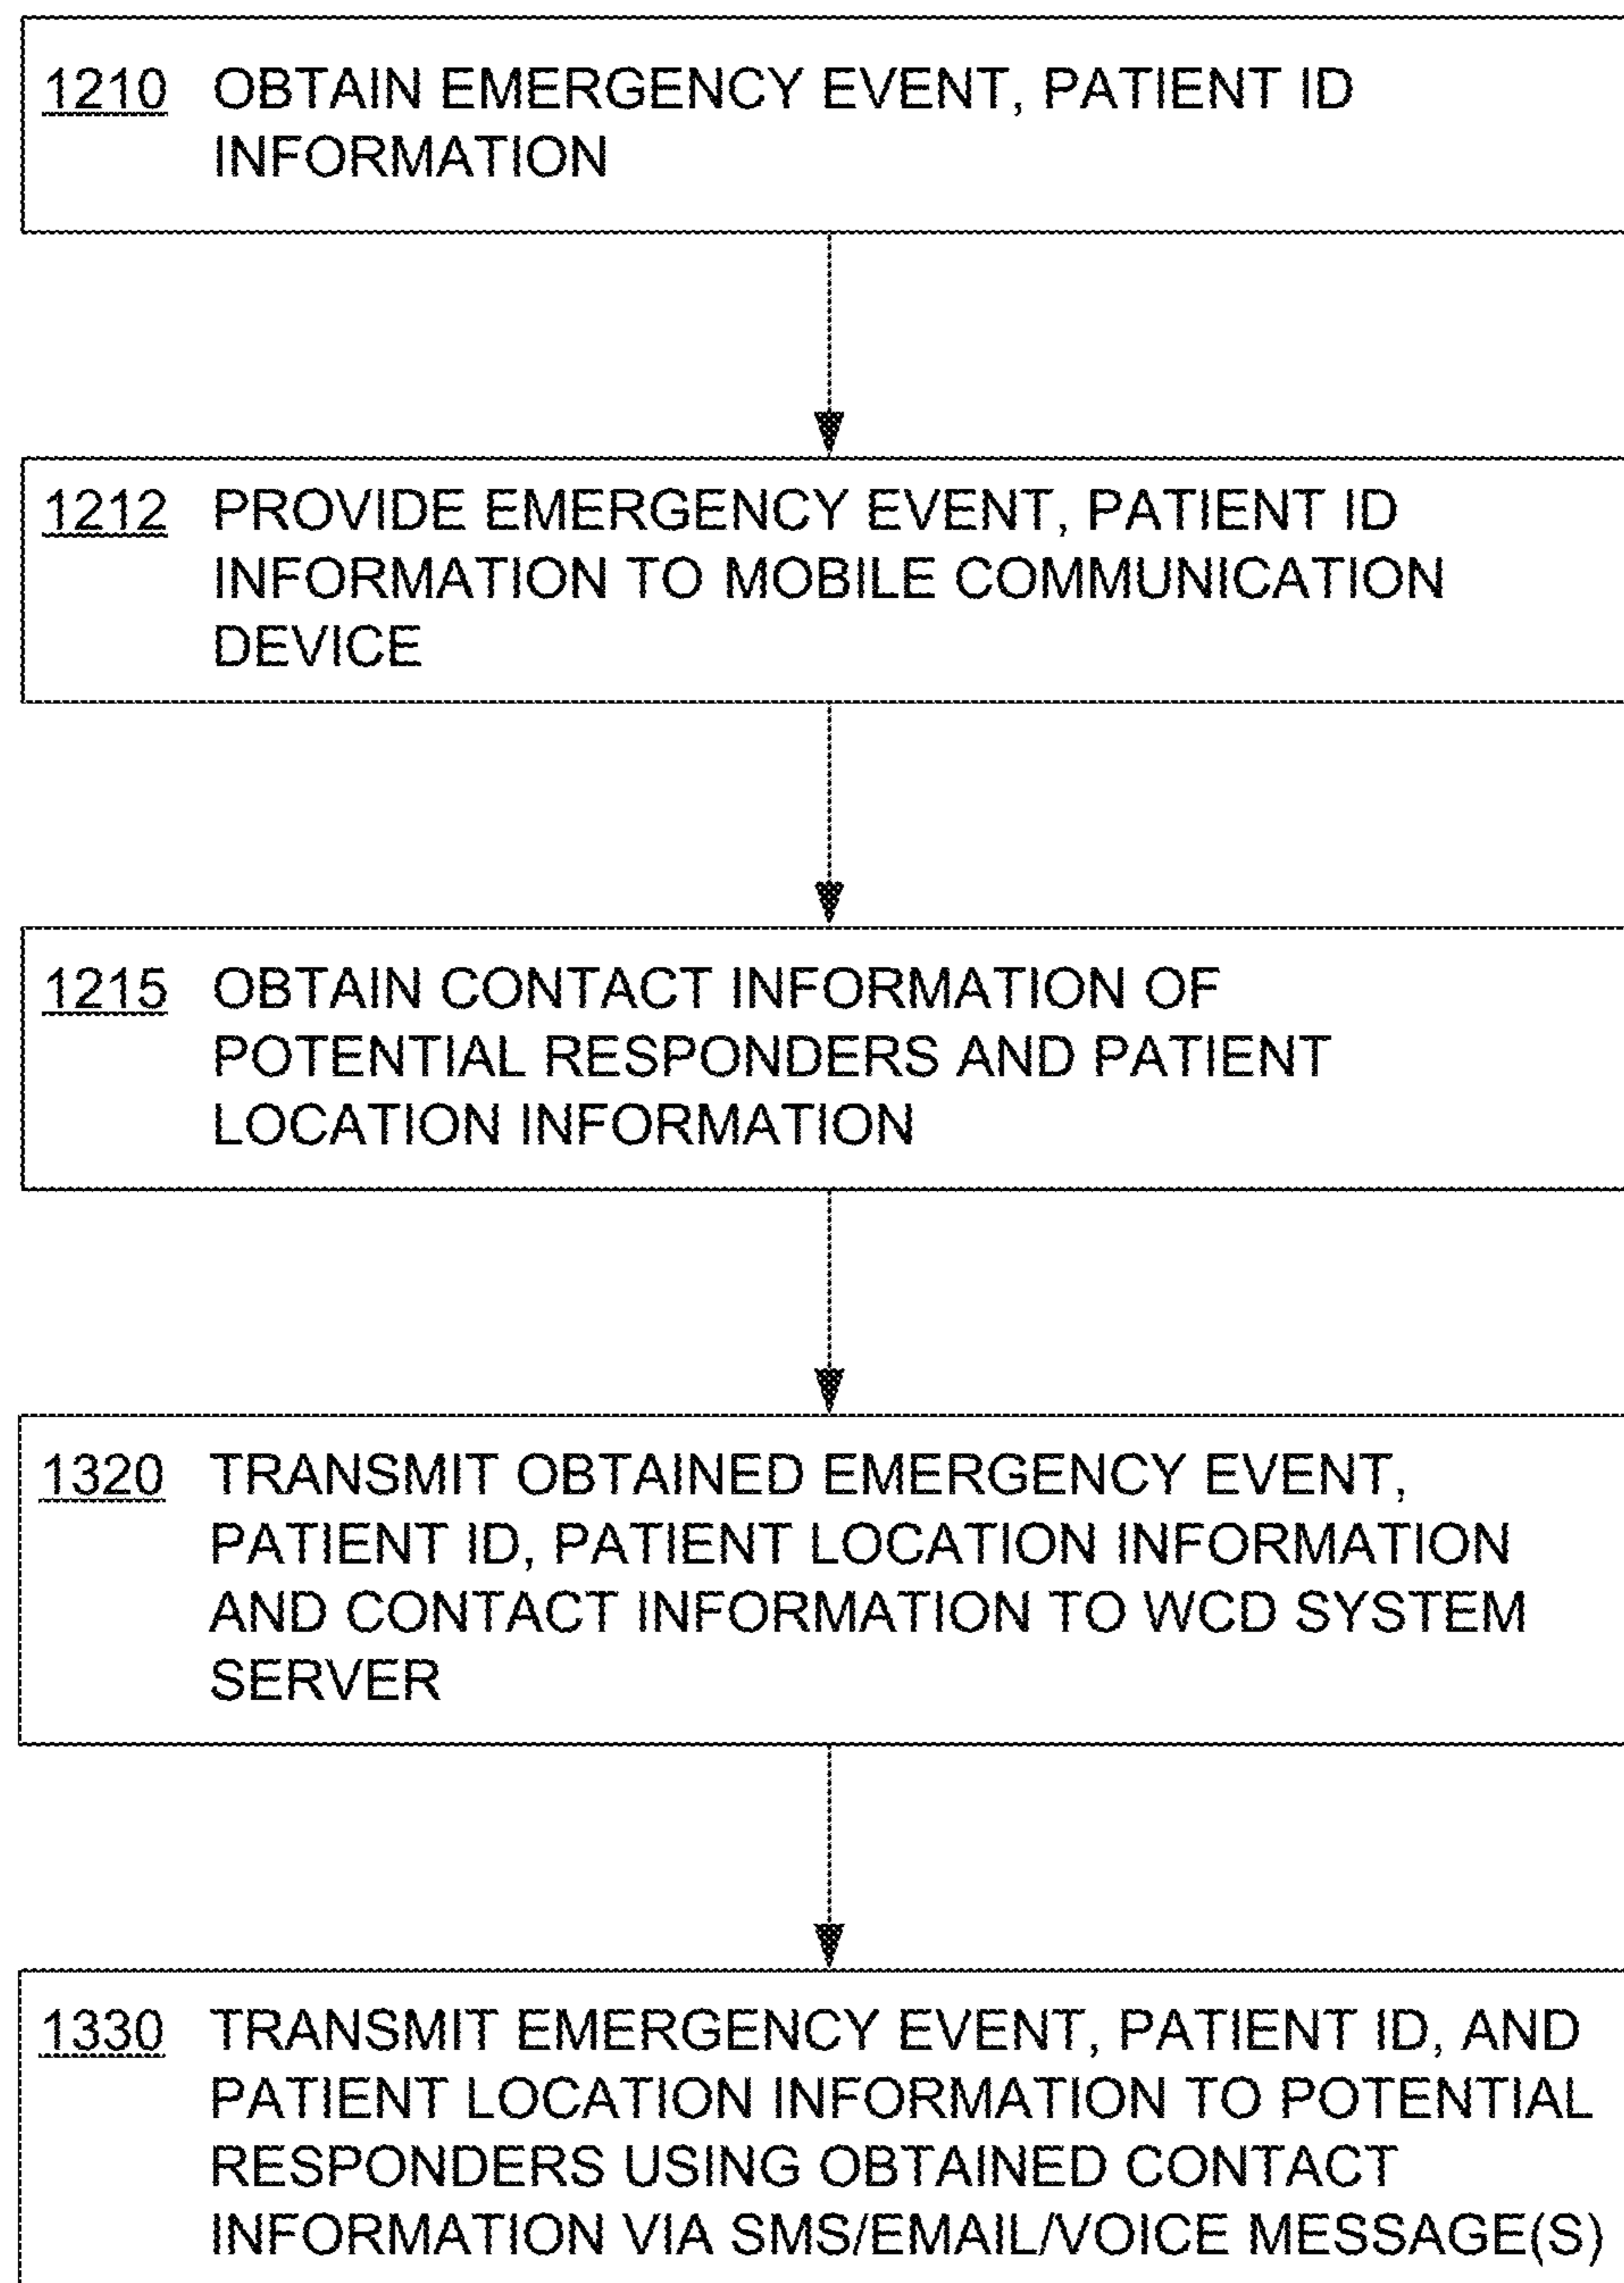 1210 OBTAIN EMERGENCY EVENT, PATIENT ID
INFORMATION
1212 PROVIDE EMERGENCY EVENT, PATIENT ID
INFORMATION TO MOBILE COMMUNICATION
DEVICE
1215 OBTAIN CONTACT INFORMATION OF
POTENTIAL RESPONDERS AND PATIENT
LOCATION INFORMATION
1320 TRANSMIT OBTAINED EMERGENCY EVENT,
PATIENT ID, PATIENT LOCATION INFORMATION
AND CONTACT INFORMATION TO WCD SYSTEM
SERVER
1330 TRANSMIT EMERGENCY EVENT, PATIENT ID, AND
PATIENT LOCATION INFORMATION TO POTENTIAL
RESPONDERS USING OBTAINED CONTACT
INFORMATION VIA SMS/EMAIL/VOICE MESSAGE(S)